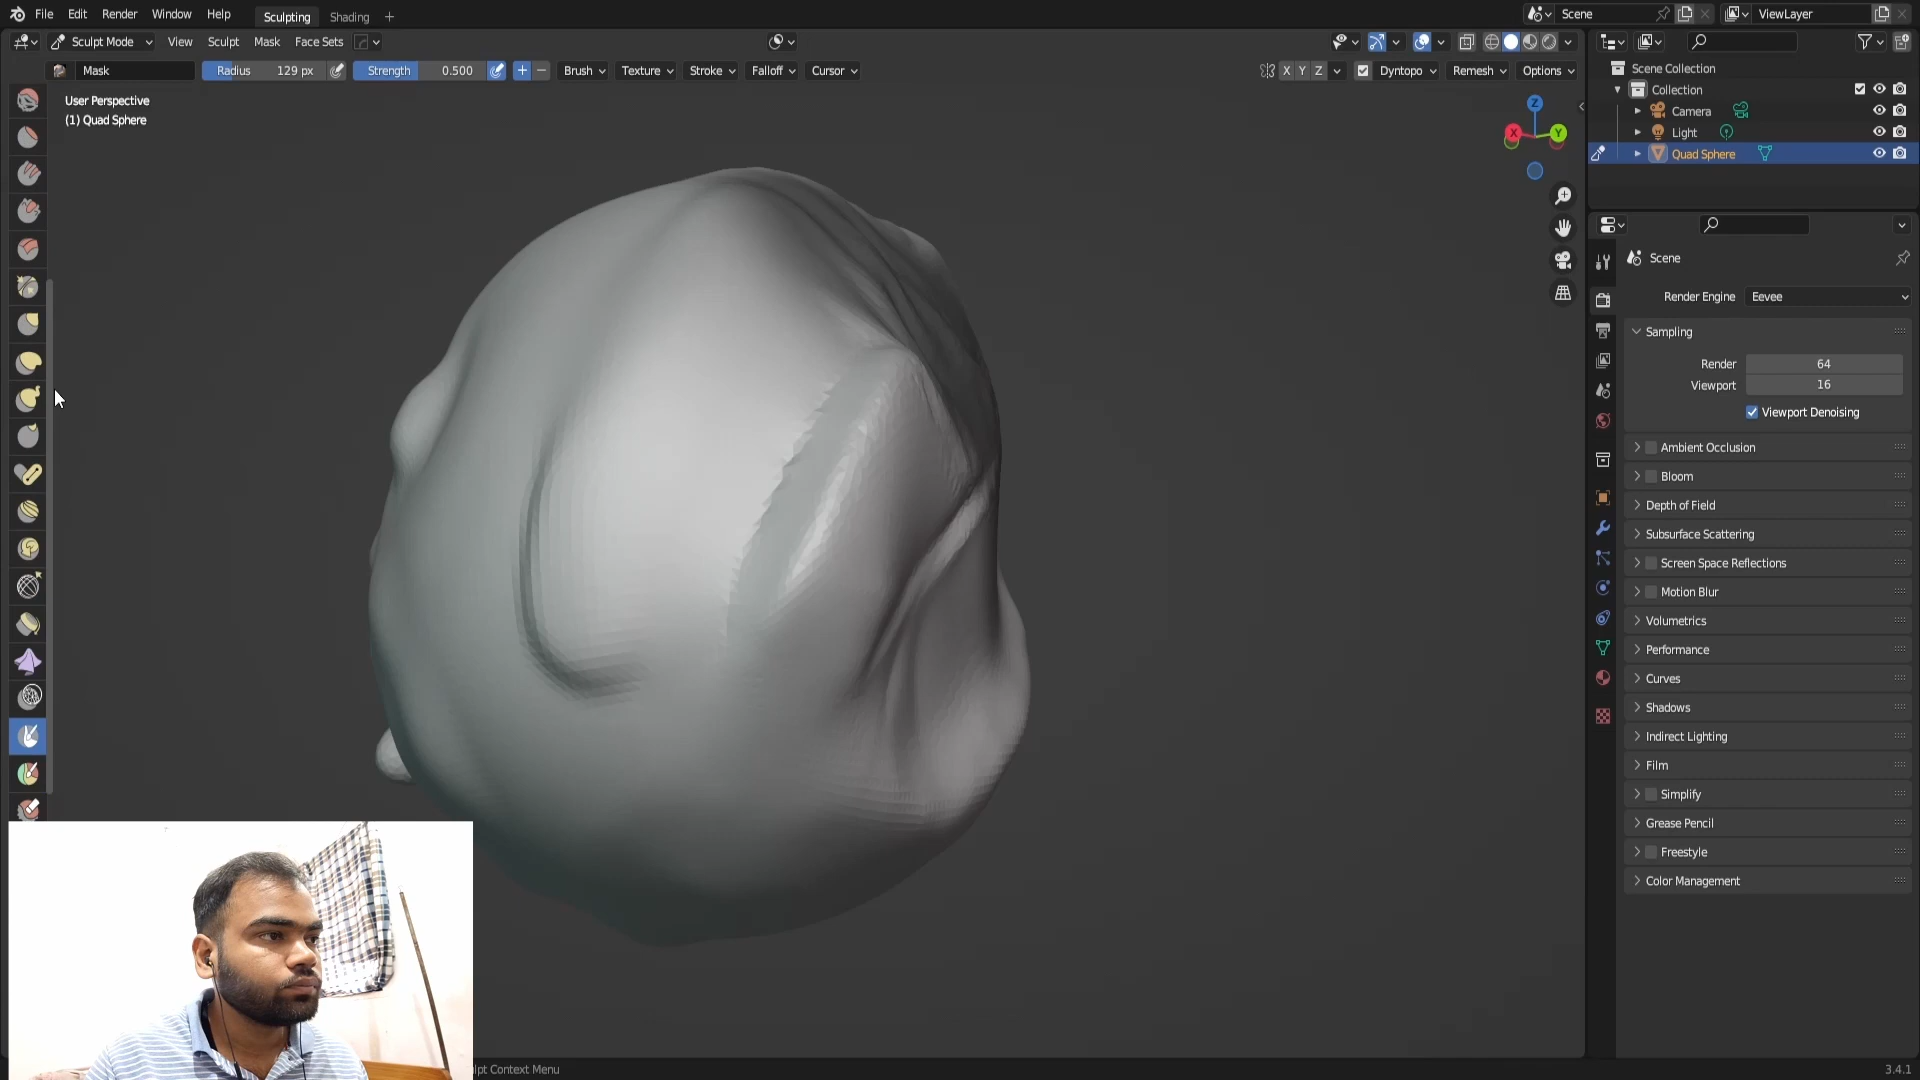 File Edit Render Window Help Sculpting Shading + Scene ViewLayer
Sculpt Mode View Sculpt Mask Face Sets
Mask Radius 129 px Strength 0.500 + − Brush Texture Stroke Falloff Cursor X Y Z Dyntopo Remesh Options
User Perspective
(1) Quad Sphere
Z
X
Y
Scene Collection
Collection
Camera
Light
Quad Sphere
Scene
Render Engine Eevee
Sampling
Render 64
Viewport 16
Viewport Denoising
Ambient Occlusion
Bloom
Depth of Field
Subsurface Scattering
Screen Space Reflections
Motion Blur
Volumetrics
Performance
Curves
Shadows
Indirect Lighting
Film
Simplify
Grease Pencil
Freestyle
Color Management
lpt Context Menu
3.4.1